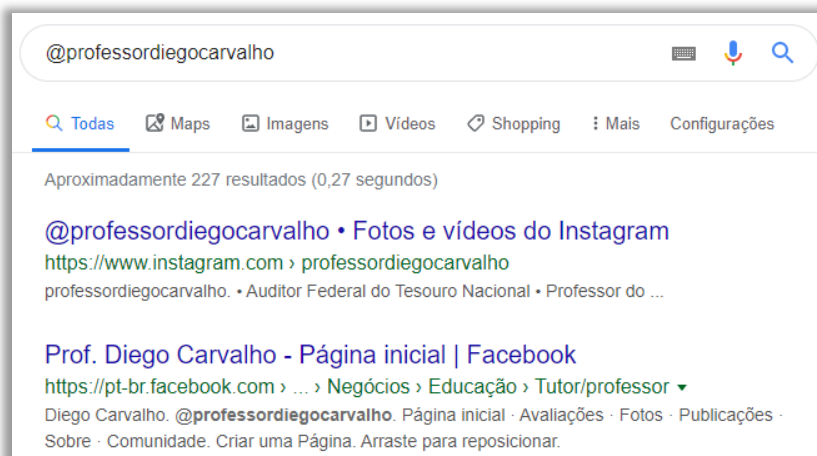 @professordiegocarvalho
Todas Maps Imagens Vídeos Shopping Mais Configurações
Aproximadamente 227 resultados (0,27 segundos)
@professordiegocarvalho • Fotos e vídeos do Instagram
https://www.instagram.com › professordiegocarvalho
professordiegocarvalho. • Auditor Federal do Tesouro Nacional • Professor do ...
Prof. Diego Carvalho - Página inicial | Facebook
https://pt-br.facebook.com › ... › Negócios › Educação › Tutor/professor
Diego Carvalho. @professordiegocarvalho. Página inicial · Avaliações · Fotos · Publicações ·
Sobre · Comunidade. Criar uma Página. Arraste para reposicionar.